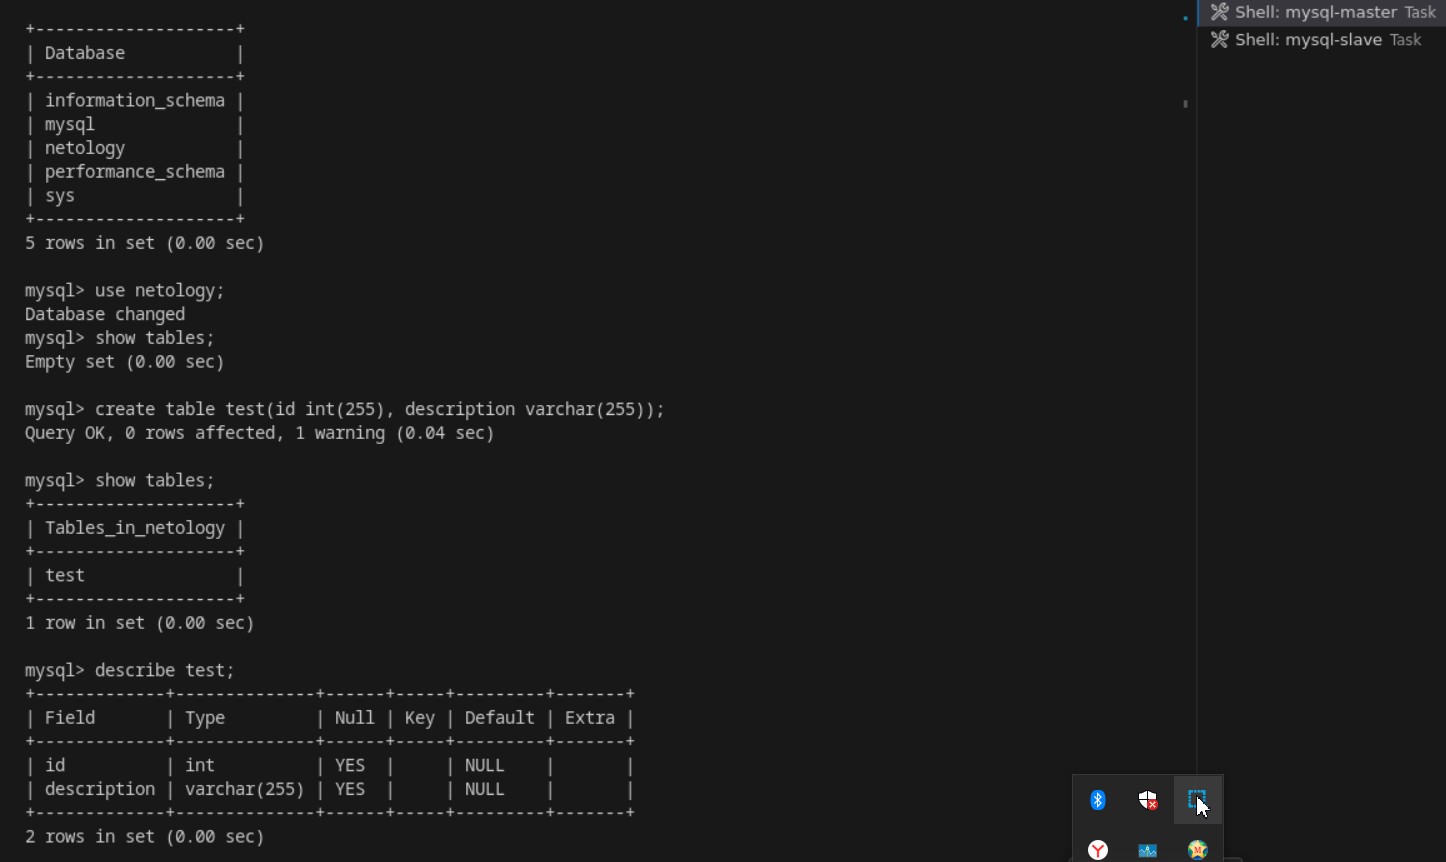 +--------------------+
| Database           |
+--------------------+
| information_schema |
| mysql              |
| netology           |
| performance_schema |
| sys                |
+--------------------+
5 rows in set (0.00 sec)

mysql> use netology;
Database changed
mysql> show tables;
Empty set (0.00 sec)

mysql> create table test(id int(255), description varchar(255));
Query OK, 0 rows affected, 1 warning (0.04 sec)

mysql> show tables;
+--------------------+
| Tables_in_netology |
+--------------------+
| test               |
+--------------------+
1 row in set (0.00 sec)

mysql> describe test;
+-------------+--------------+------+-----+---------+-------+
| Field       | Type         | Null | Key | Default | Extra |
+-------------+--------------+------+-----+---------+-------+
| id          | int          | YES  |     | NULL    |       |
| description | varchar(255) | YES  |     | NULL    |       |
+-------------+--------------+------+-----+---------+-------+
2 rows in set (0.00 sec)
Shell: mysql-master Task
Shell: mysql-slave Task